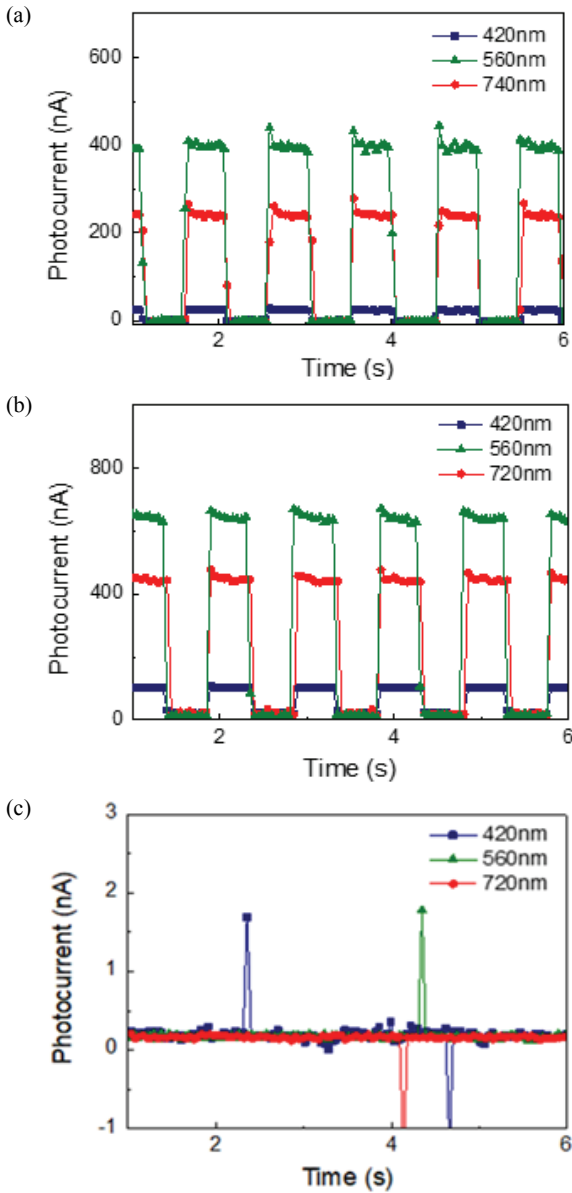 (a)
420nm
560nm
740nm
600
400
200
0
Photocurrent (nA)
2
4
6
Time (s)
(b)
420nm
560nm
720nm
800
400
0
Photocurrent (nA)
2
4
6
Time (s)
(c)
420nm
560nm
720nm
3
2
1
0
-1
Photocurrent (nA)
2
4
6
Time (s)